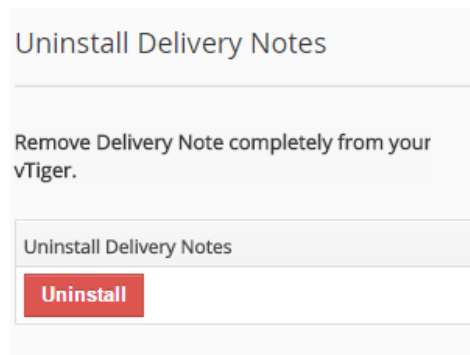 Uninstall Delivery Notes
Remove Delivery Note completely from your
vTiger.
Uninstall Delivery Notes
Uninstall